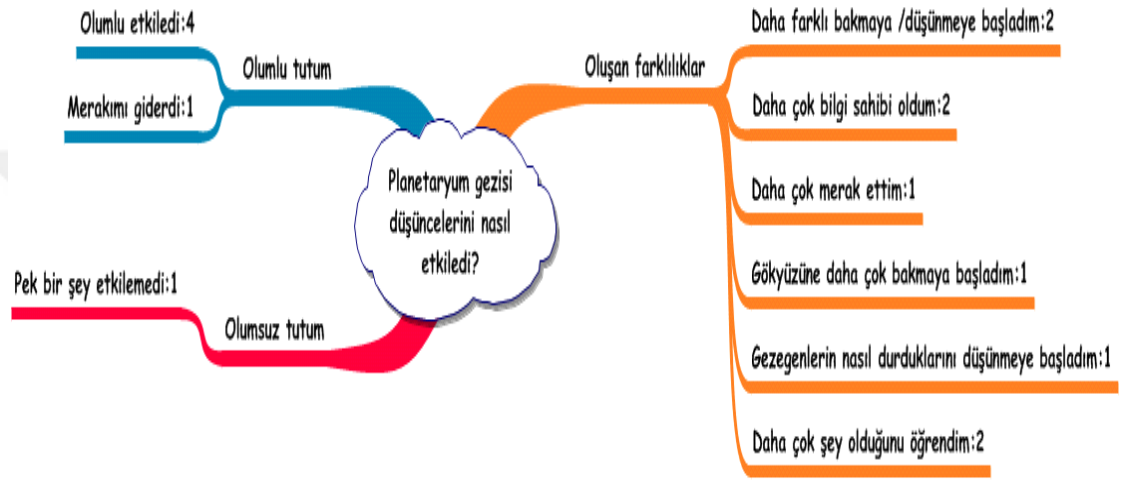 Planetaryum gezisi
düşüncelerini nasıl
etkiledi?
Olumlu tutum
Olumlu etkiledi:4
Merakımı giderdi:1
Olumsuz tutum
Pek bir şey etkilemedi:1
Oluşan farklılıklar
Daha farklı bakmaya /düşünmeye başladım:2
Daha çok bilgi sahibi oldum:2
Daha çok merak ettim:1
Gökyüzüne daha çok bakmaya başladım:1
Gezegenlerin nasıl durduklarını düşünmeye başladım:1
Daha çok şey olduğunu öğrendim:2